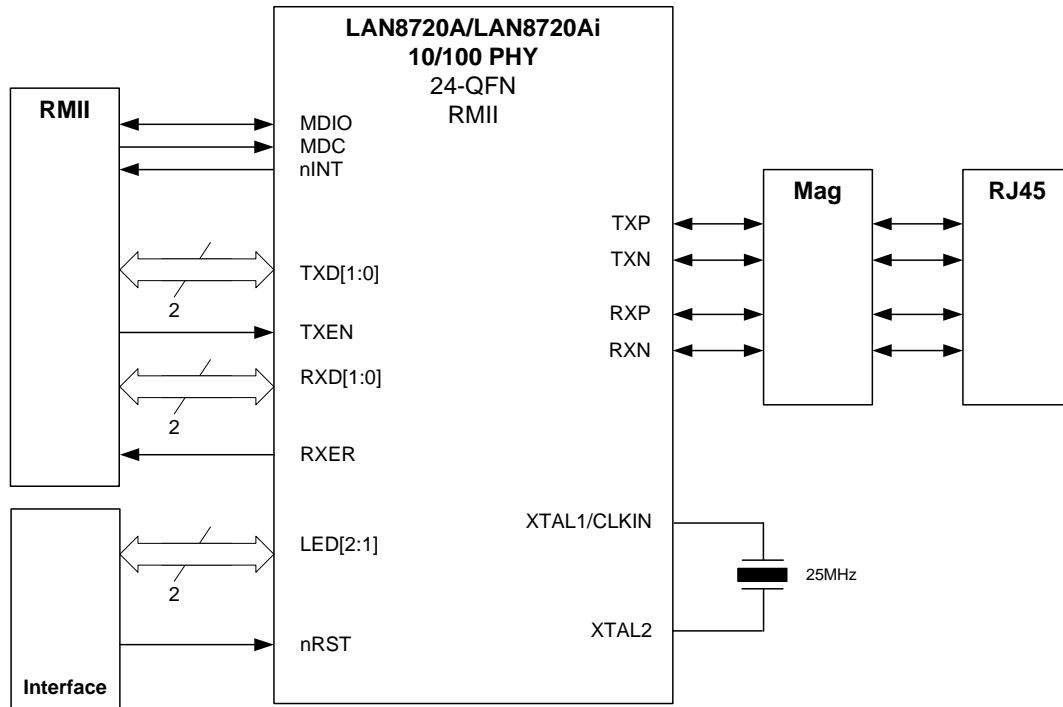 LAN8720A/LAN8720Ai
10/100 PHY
24-QFN
RMII
RMII
MDIO
MDC
nINT
TXD[1:0]
2
TXEN
RXD[1:0]
2
RXER
LED[2:1]
2
nRST
Interface
TXP
TXN
RXP
RXN
Mag
RJ45
XTAL1/CLKIN
25MHz
XTAL2